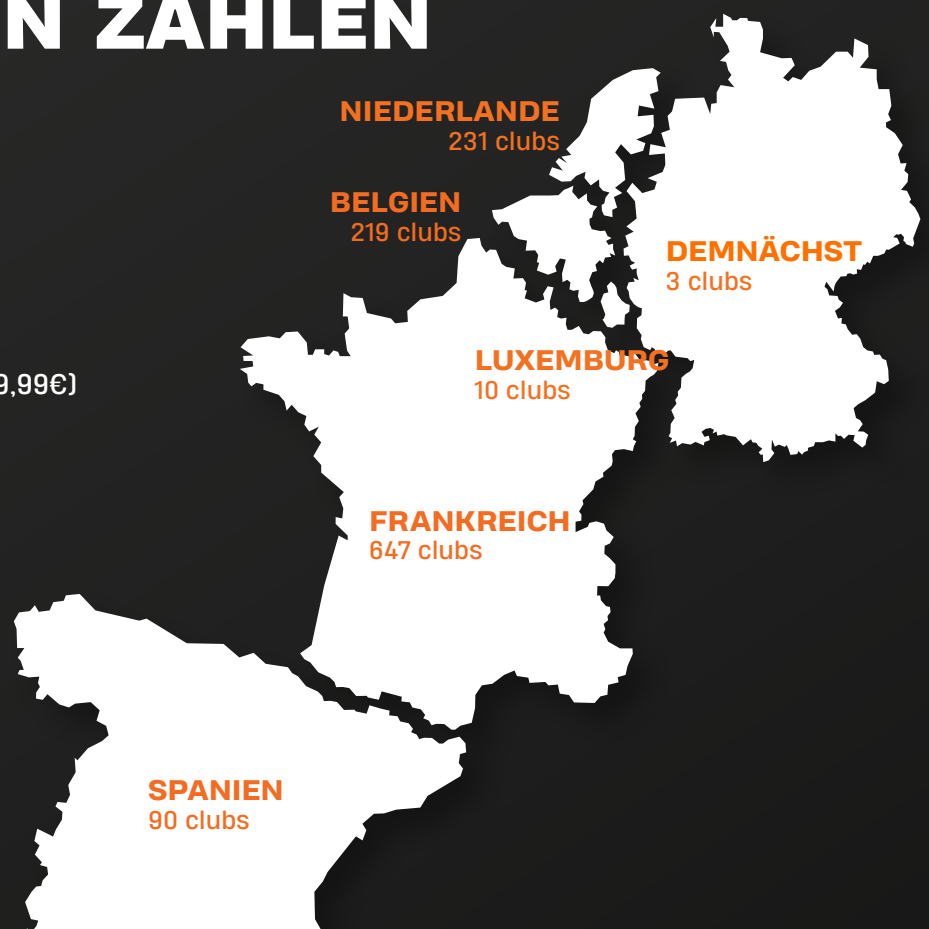 N ZAHLEN
NIEDERLANDE
231 clubs
BELGIEN
219 clubs
DEMNÄCHST
3 clubs
LUXEMBURG
10 clubs
9,99€)
FRANKREICH
647 clubs
SPANIEN
90 clubs